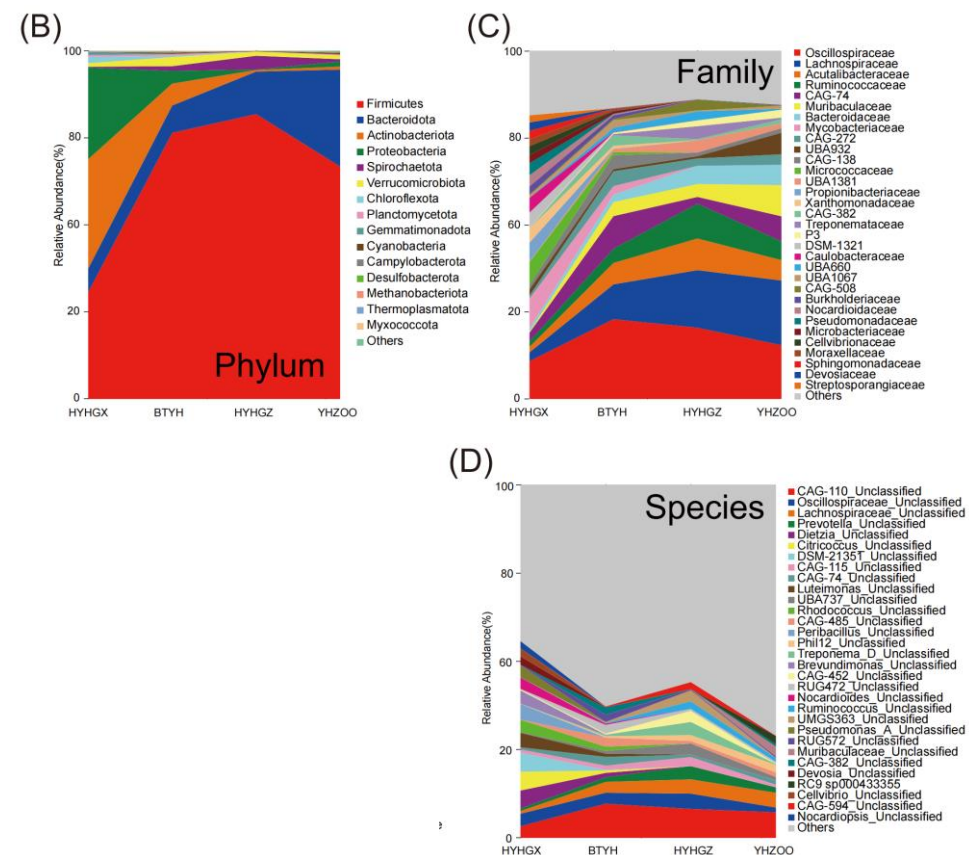 (B)
100
80
60
20
0
Relative Abundance(%)
Phylum
HYHGX
BTYH
HYHGZ
YHZOO
Firmicutes
Bacteroidota
Actinobacteriota
Proteobacteria
Spirochaetota
Verrucomicrobiota
Chloroflexota
Planctomycetota
Gemmatimonadota
Cyanobacteria
Campylobacterota
Desulfobacterota
Methanobacteriota
Thermoplasmatota
Myxococcota
Others
(C)
100
80
60
20
0
Relative Abundance(%)
Family
HYHGX
BTYH
HYHGZ
YHZOO
Oscillospiraceae
Lachnospiraceae
Acutalibacteraceae
Ruminococcaceae
CAG-74
Muribaculaceae
Bacteroidaceae
Mycobacteriaceae
CAG-272
UBA932
CAG-138
Micrococcaceae
UBA1381
Propionibacteriaceae
Xanthomonadaceae
CAG-382
Treponemataceae
P3
DSM-1321
Caulobacteraceae
UBA660
UBA1067
CAG-508
Burkholderiaceae
Nocardioidaceae
Pseudomonadaceae
Microbacteriaceae
Cellvibrionaceae
Moraxellaceae
Sphingomonadaceae
Devosiaceae
Streptosporangiaceae
Others
(D)
100
60
20
0
Relative Abundance(%)
Species
HYHGX
BTYH
HYHGZ
YHZOO
CAG-110_Unclassified
Oscillospiraceae_Unclassified
Lachnospiraceae_Unclassified
Prevotella_Unclassified
Dietzia_Unclassified
Citricoccus_Unclassified
DSM-21351_Unclassified
CAG-115_Unclassified
CAG-74_Unclassified
Luteimonas_Unclassified
UBA737_Unclassified
Rhodococcus_Unclassified
CAG-485_Unclassified
Peribacillus_Unclassified
Phil12_Unclassified
Treponema_D_Unclassified
Brevundimonas_Unclassified
CAG-452_Unclassified
RUG472_Unclassified
Nocardioides_Unclassified
Ruminococcus_Unclassified
UMGS363_Unclassified
Pseudomonas_A_Unclassified
RUG572_Unclassified
Muribaculaceae_Unclassified
CAG-382_Unclassified
Devosia_Unclassified
RC9 sp000433355
Cellvibrio_Unclassified
CAG-594_Unclassified
Nocardiopsis_Unclassified
Others